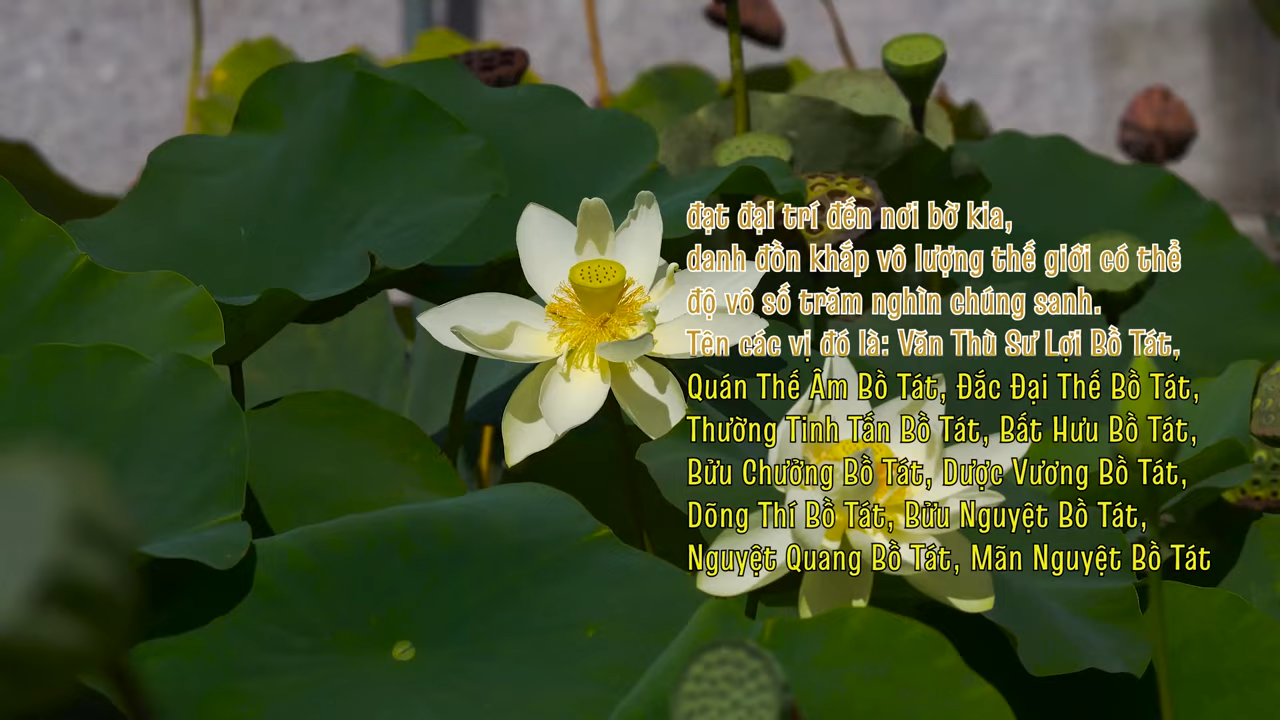 đạt đại trí đến nơi bờ kia,
danh đồn khắp vô lượng thế giới có thể
độ vô số trăm nghìn chúng sanh.
Tên các vị đó là: Văn Thù Sư Lợi Bồ Tát,
Quán Thế Âm Bồ Tát, Đắc Đại Thế Bồ Tát,
Thường Tinh Tấn Bồ Tát, Bất Hưu Bồ Tát,
Bửu Chưởng Bồ Tát, Dược Vương Bồ Tát,
Dõng Thí Bồ Tát, Bửu Nguyệt Bồ Tát,
Nguyệt Quang Bồ Tát, Mãn Nguyệt Bồ Tát